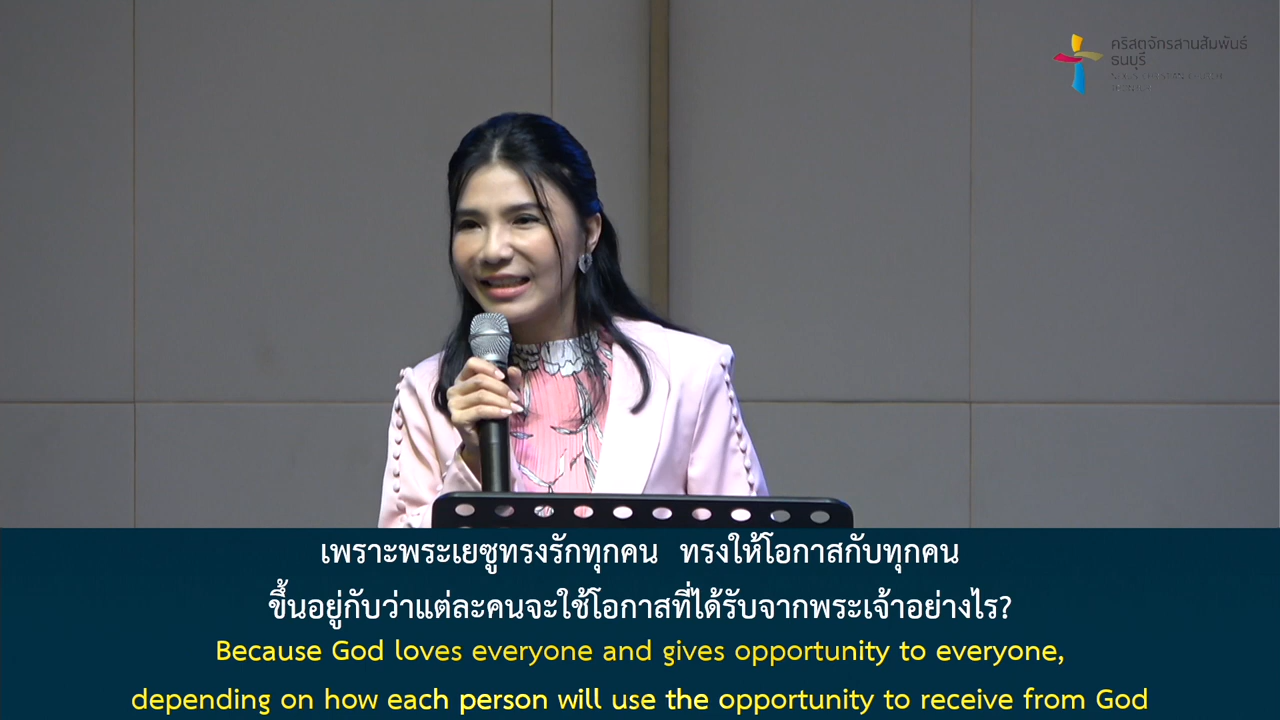 คริสตจักรสานสัมพันธ์
ธนบุรี
เพราะพระเยซูทรงรักทุกคน ทรงให้โอกาสกับทุกคน
ขึ้นอยู่กับว่าแต่ละคนจะใช้โอกาสที่ได้รับจากพระเจ้าอย่างไร?
Because God loves everyone and gives opportunity to everyone,
depending on how each person will use the opportunity to receive from God